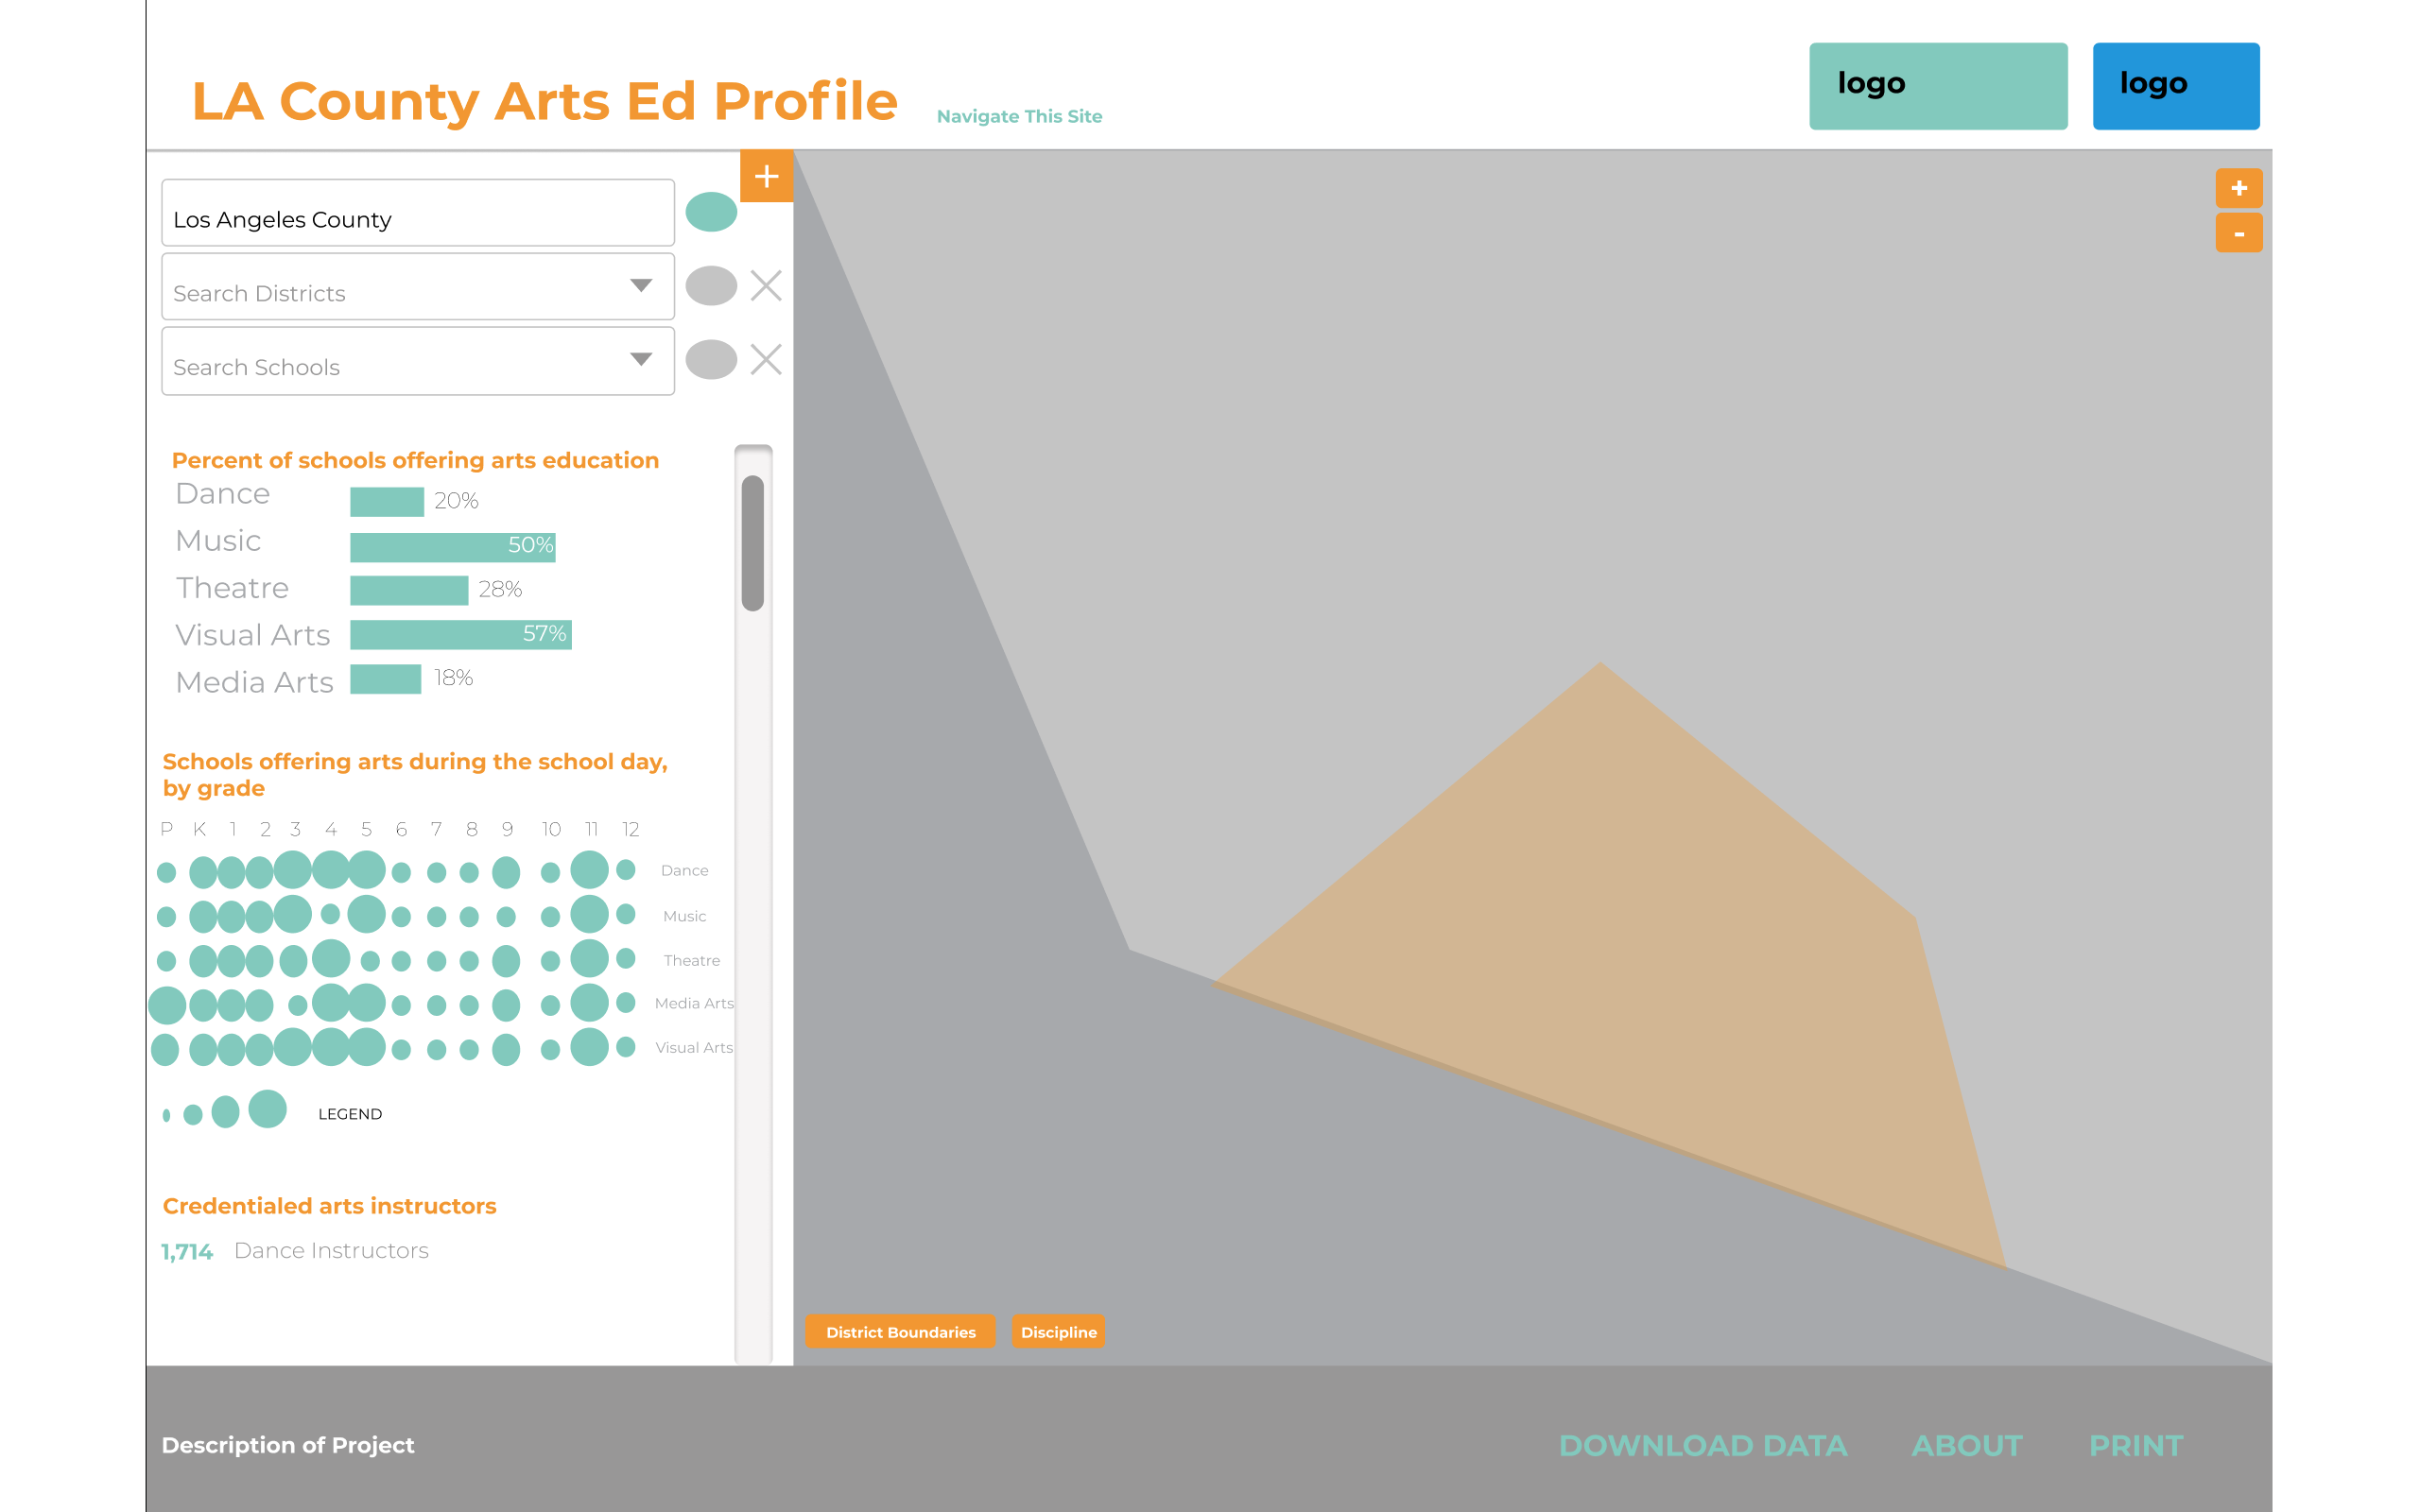 LA County Arts Ed Profile
Navigate This Site
logo
logo
+
Los Angeles County
Search Districts
Search Schools
+
-
Percent of schools offering arts education
Dance 20%
Music 50%
Theatre 28%
Visual Arts 57%
Media Arts 18%
Schools offering arts during the school day,
by grade
P K 1 2 3 4 5 6 7 8 9 10 11 12
Dance
Music
Theatre
Media Arts
Visual Arts
LEGEND
Credentialed arts instructors
1,714 Dance Instructors
District Boundaries
Discipline
Description of Project
DOWNLOAD DATA
ABOUT
PRINT